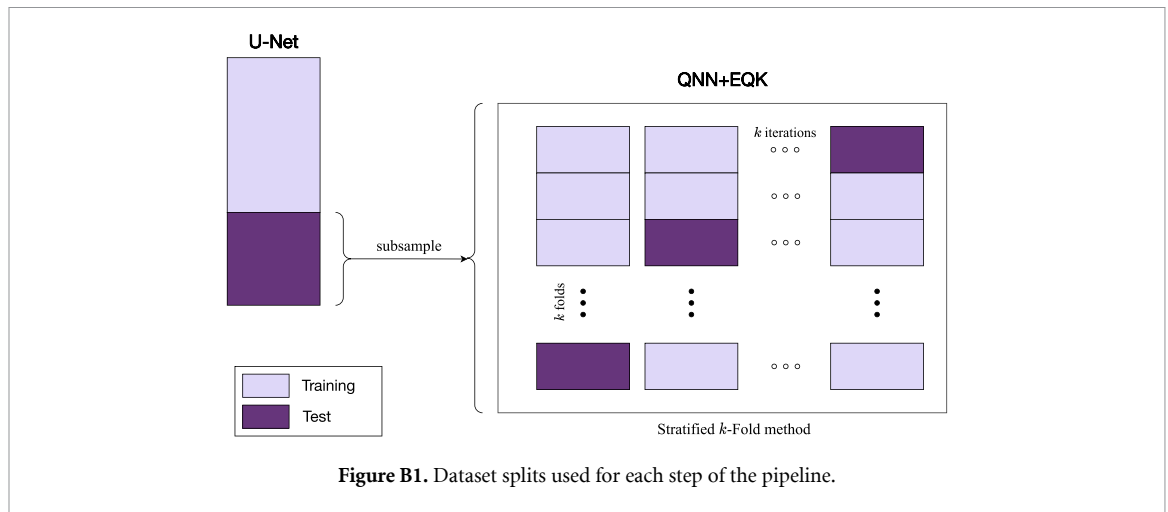 U-Net
QNN+EQK
k iterations
subsample
k folds
Training
Test
Stratified k-Fold method
Figure B1. Dataset splits used for each step of the pipeline.